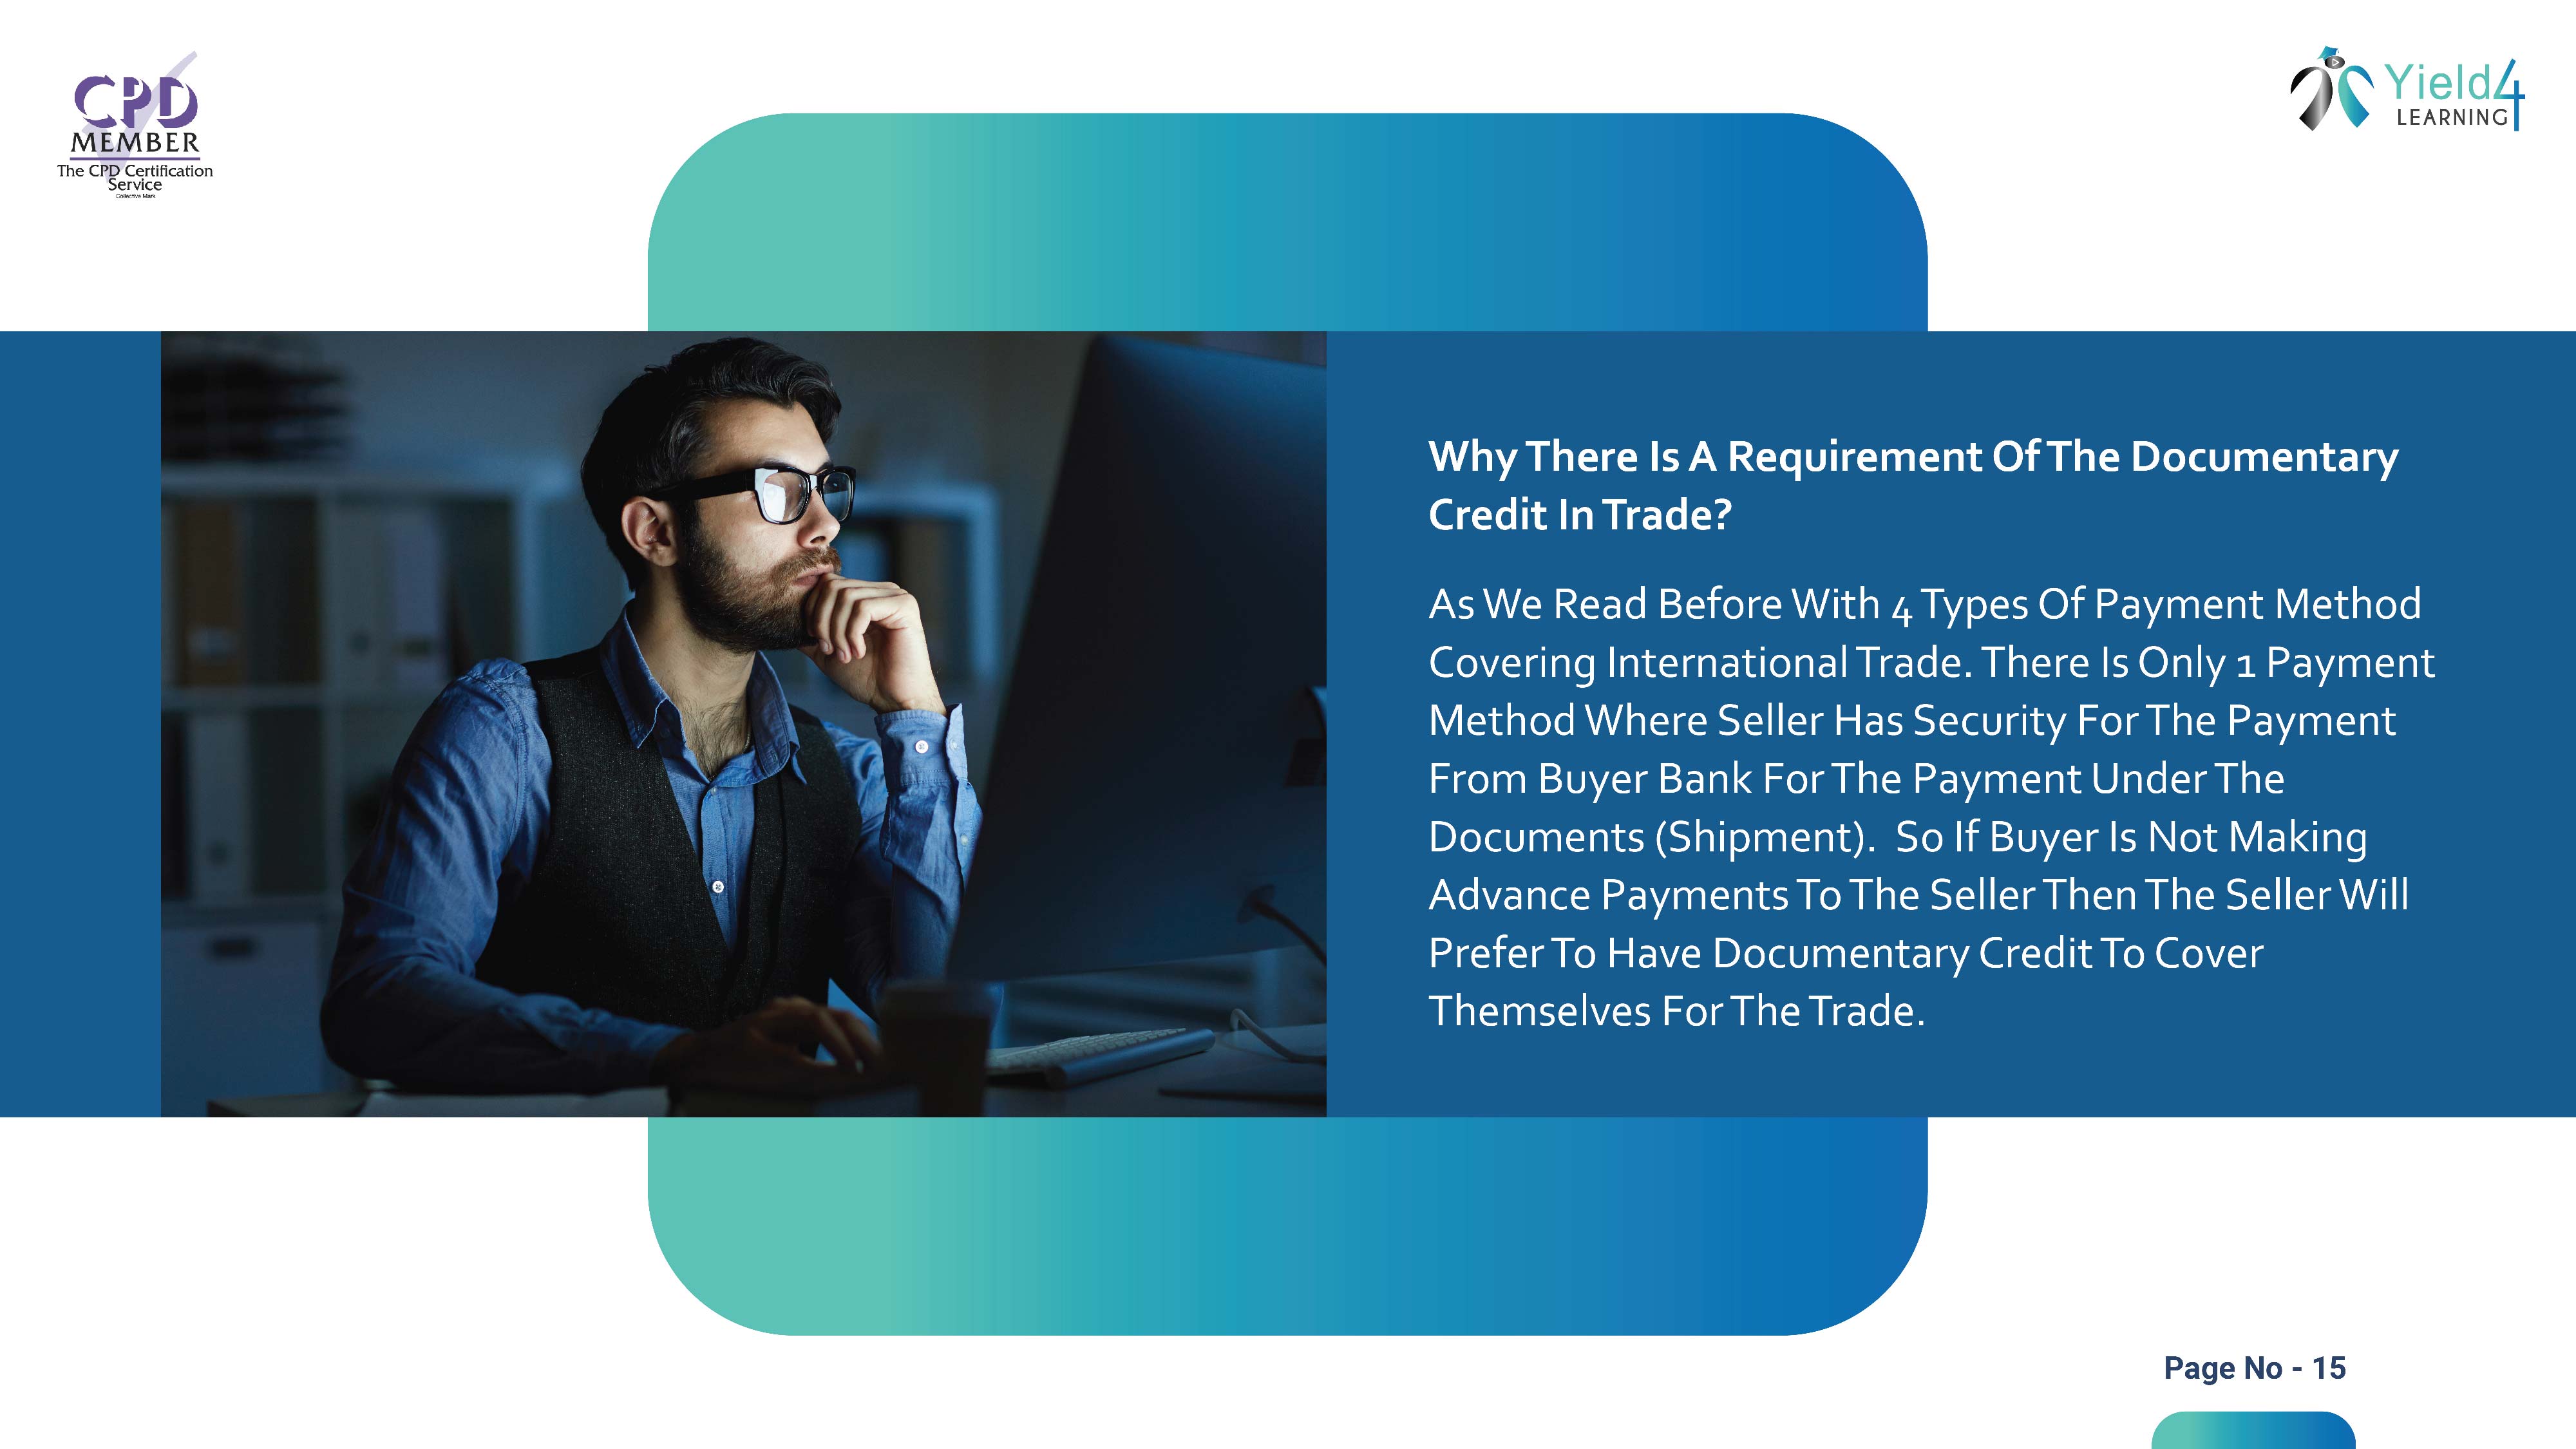 CPD
MEMBER
The CPD Certification
Service
Collective Mark
Yield4
LEARNING
Why There Is A Requirement Of The Documentary
Credit In Trade?
As We Read Before With 4 Types Of Payment Method
Covering International Trade. There Is Only 1 Payment
Method Where Seller Has Security For The Payment
From Buyer Bank For The Payment Under The
Documents (Shipment).  So If Buyer Is Not Making
Advance Payments To The Seller Then The Seller Will
Prefer To Have Documentary Credit To Cover
Themselves For The Trade.
Page No - 15